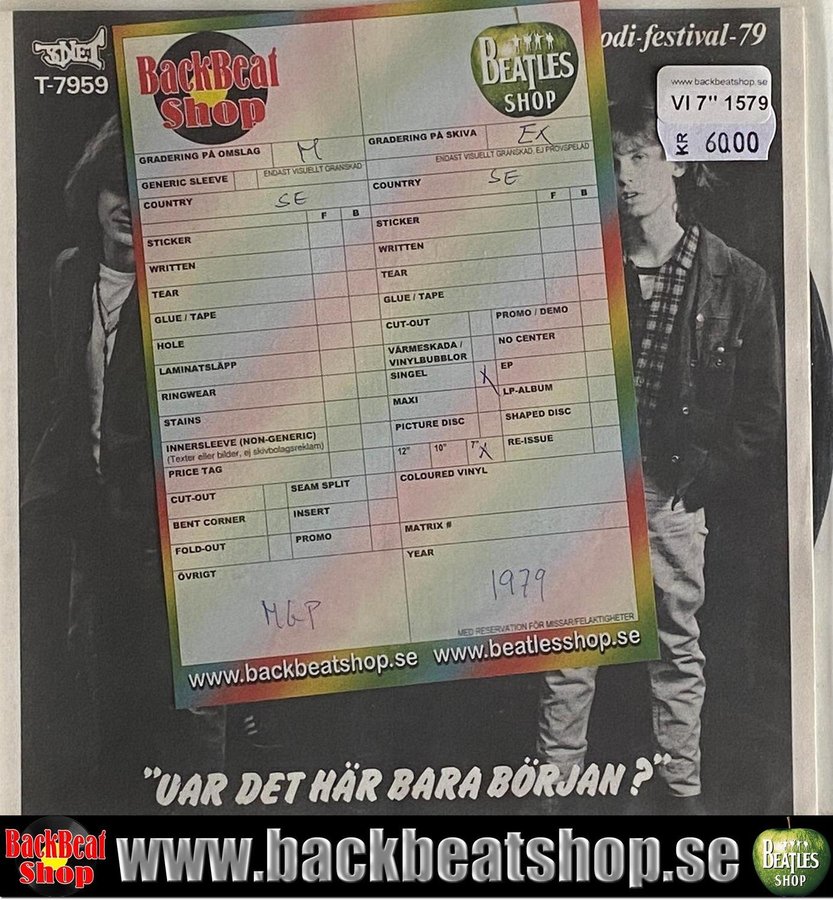 3NET
T-7959
odi-festival-79
www.backbeatshop.se
VI 7" 1579
KR 60.00
BackBeat
Shop
BEATLES
SHOP
GRADERING PÅ OMSLAG M
ENDAST VISUELLT GRANSKAD
GENERIC SLEEVE
COUNTRY SE
F B
STICKER
WRITTEN
TEAR
GLUE / TAPE
HOLE
LAMINATSLÄPP
RINGWEAR
STAINS
INNERSLEEVE (NON-GENERIC)
(Texter eller bilder, ej skivbolagsreklam)
PRICE TAG
CUT-OUT SEAM SPLIT
BENT CORNER INSERT
FOLD-OUT PROMO
ÖVRIGT
MGP
GRADERING PÅ SKIVA EX
ENDAST VISUELLT GRANSKAD, EJ PROVSPELAD
COUNTRY SE
F B
STICKER
WRITTEN
TEAR
GLUE / TAPE
CUT-OUT PROMO / DEMO
VÄRMESKADA /
VINYLBUBBLOR NO CENTER
SINGEL X EP
MAXI LP-ALBUM
PICTURE DISC SHAPED DISC
12" 10" 7" X RE-ISSUE
COLOURED VINYL
MATRIX #
YEAR
1979
MED RESERVATION FÖR MISSAR/FELAKTIGHETER
www.backbeatshop.se www.beatlesshop.se
"VAR DET HÄR BARA BÖRJAN?"
BackBeat
Shop
www.backbeatshop.se
BEATLES
SHOP